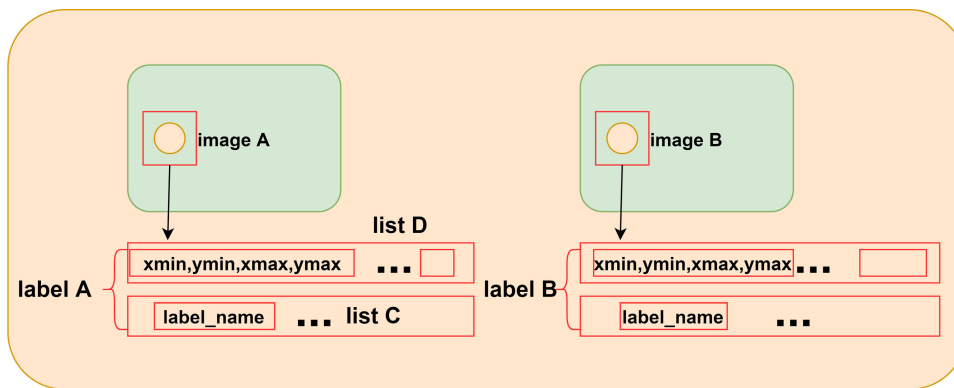 image A
image B
list D
xmin,ymin,xmax,ymax ...
xmin,ymin,xmax,ymax ...
label A
label B
label_name ... list C
label_name ...